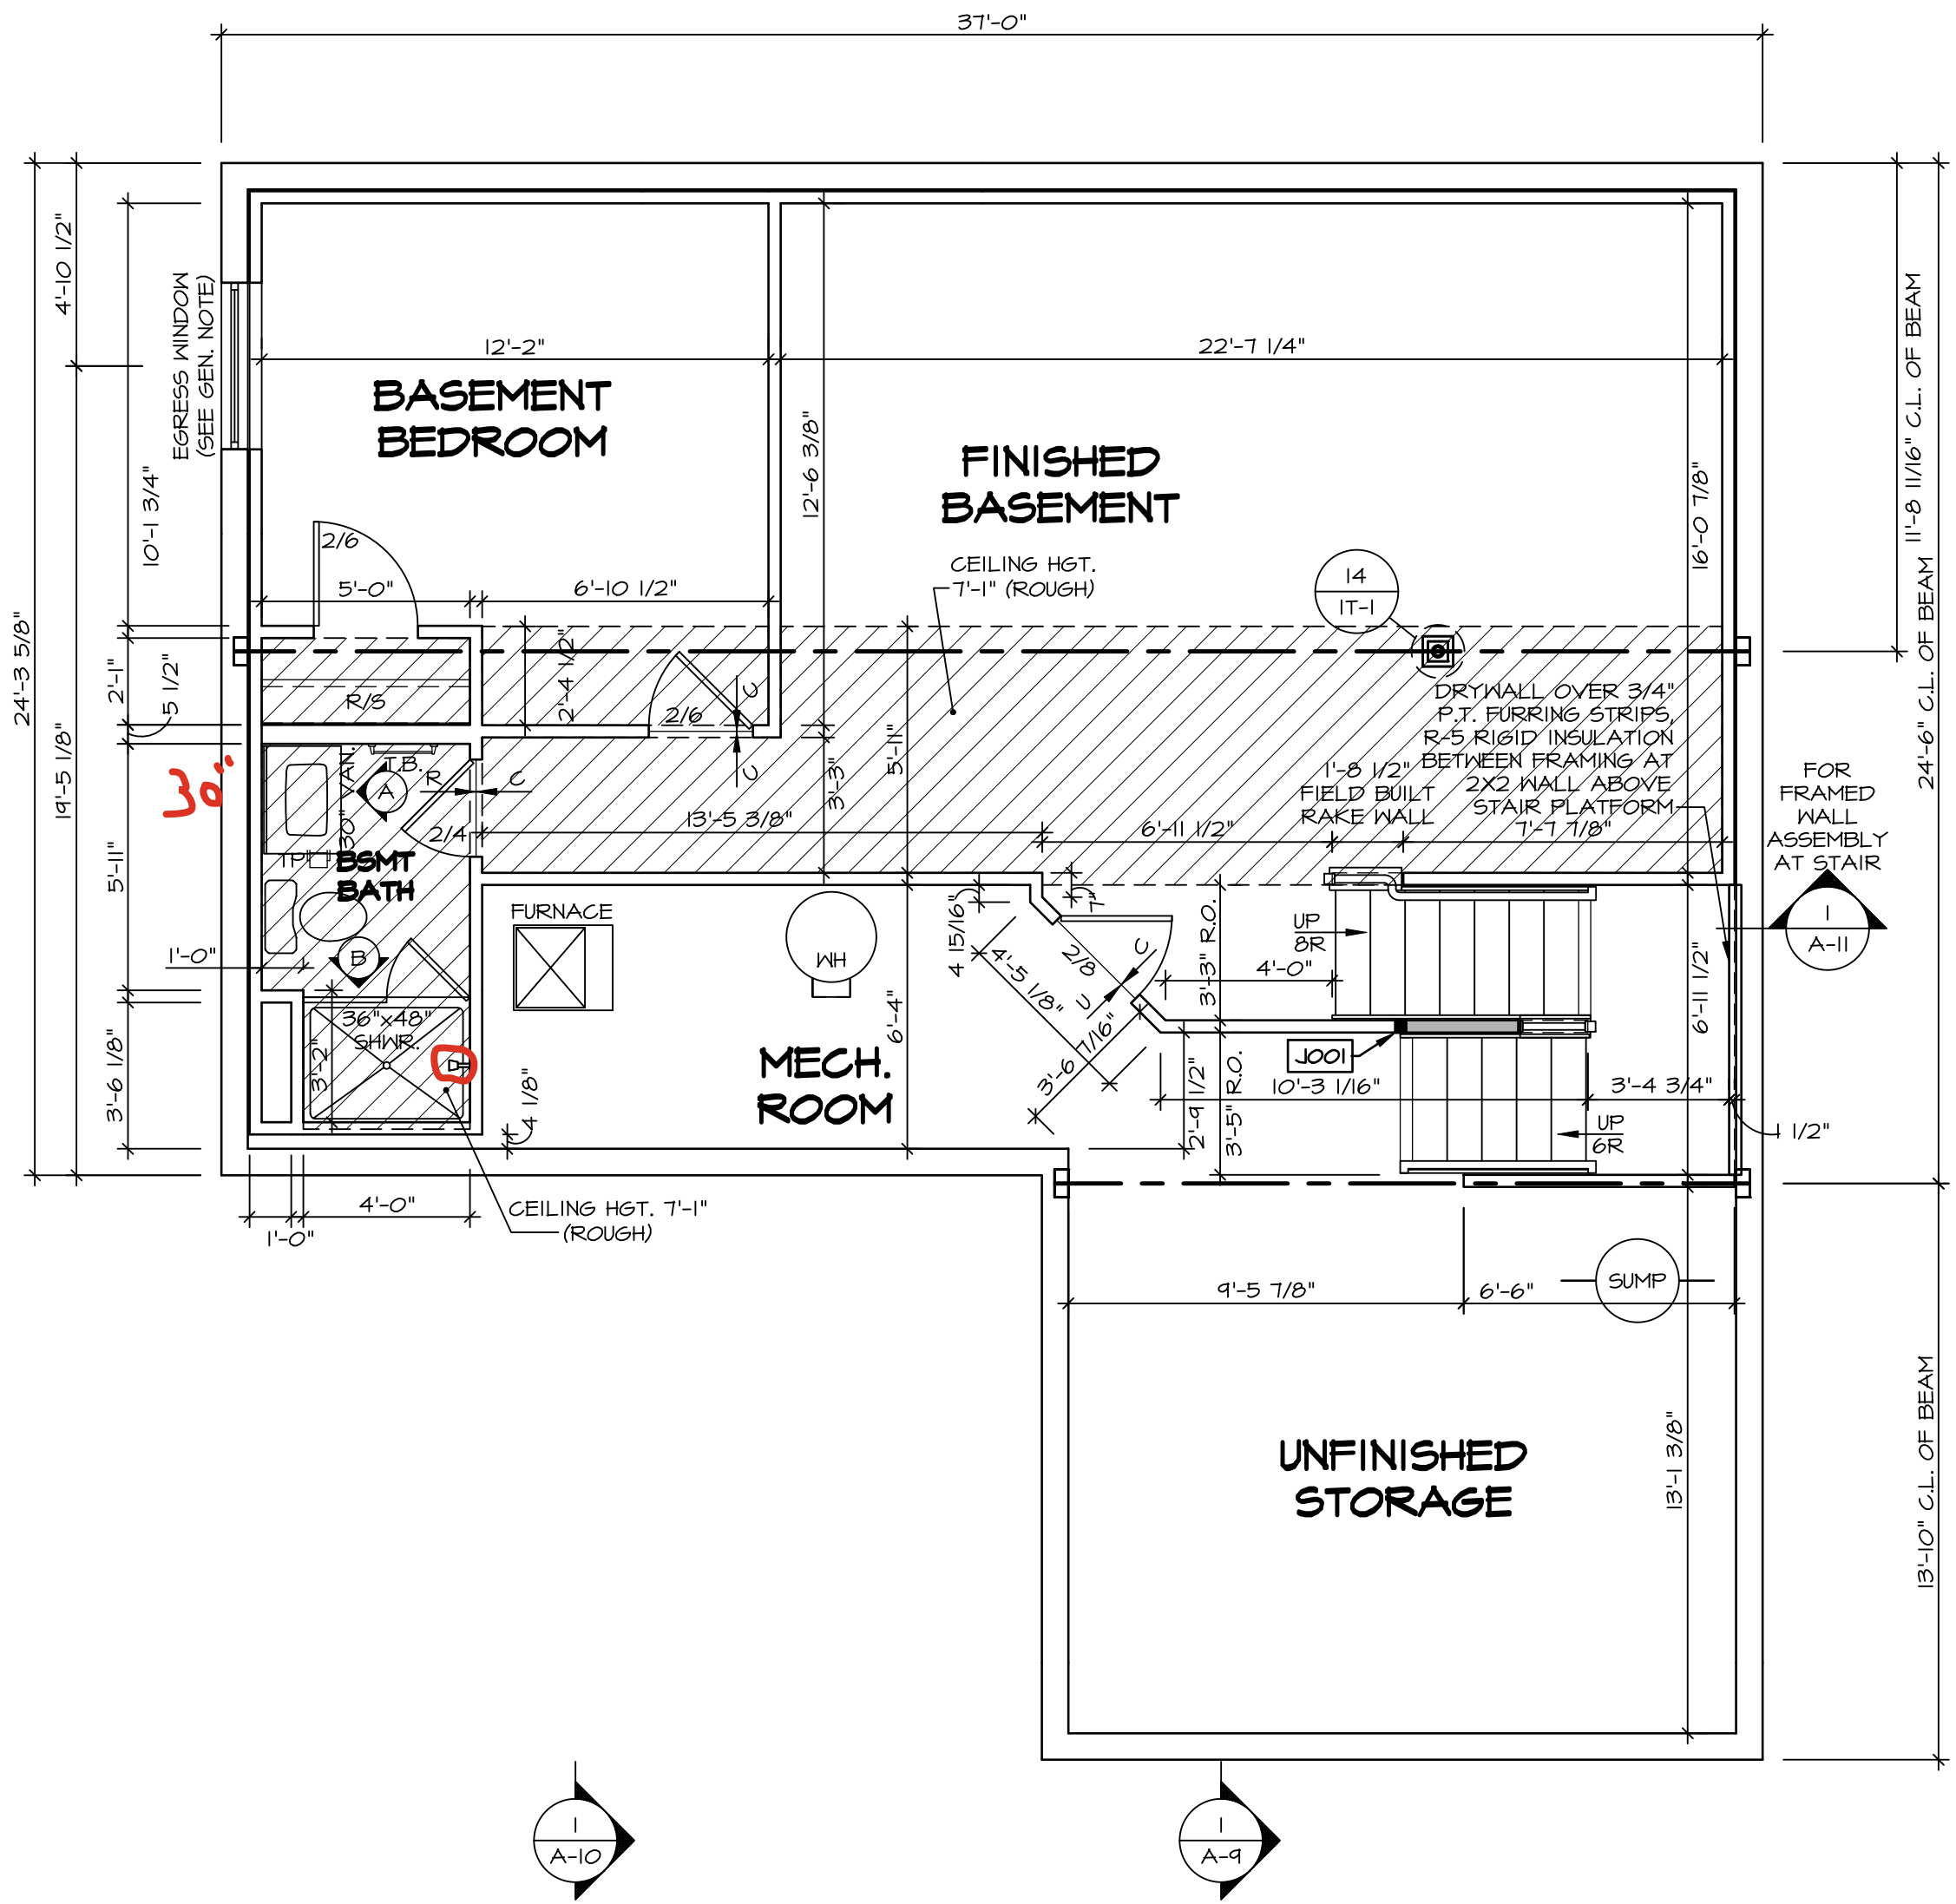 37'-0"
4'-10 1/2"
EGRESS WINDOW
(SEE GEN. NOTE)
11'-8 11/16" C.L. OF BEAM
12'-2"
22'-7 1/4"
BASEMENT
BEDROOM
12'-6 3/8"
FINISHED
BASEMENT
16'-0 7/8"
10'-1 3/4"
2/6
CEILING HGT.
7'-1" (ROUGH)
14
1T-1
5'-0"
6'-10 1/2"
24'-3 5/8"
24'-6" C.L. OF BEAM
2'-1"
5 1/2"
2'-4 1/2"
R/S
2/6
C
C
5'-11"
DRYWALL OVER 3/4"
P.T. FURRING STRIPS,
R-5 RIGID INSULATION
BETWEEN FRAMING AT
2X2 WALL ABOVE
STAIR PLATFORM
19'-5 1/8"
30"
30" VAN.
T.B.
A
R
C
3'-3"
1'-8 1/2"
FIELD BUILT
RAKE WALL
FOR
FRAMED
WALL
ASSEMBLY
AT STAIR
2/4
13'-5 3/8"
6'-11 1/2"
7'-7 7/8"
TP
BSMT
BATH
5'-11"
FURNACE
WH
4 15/16"
7"
2/8
C
C
4'-5 1/8"
3'-3" R.O.
UP
8R
4'-0"
6'-11 1/2"
1
A-11
1'-0"
B
36"x48"
SHWR.
3'-2"
3'-6 1/8"
6'-4"
MECH.
ROOM
4 1/8"
3'-6 7/16"
J001
2'-9 1/2"
3'-5" R.O.
10'-3 1/16"
3'-4 3/4"
UP
6R
1 1/2"
4'-0"
1'-0"
CEILING HGT. 7'-1"
(ROUGH)
9'-5 7/8"
6'-6"
SUMP
UNFINISHED
STORAGE
13'-1 3/8"
13'-10" C.L. OF BEAM
1
A-10
1
A-9